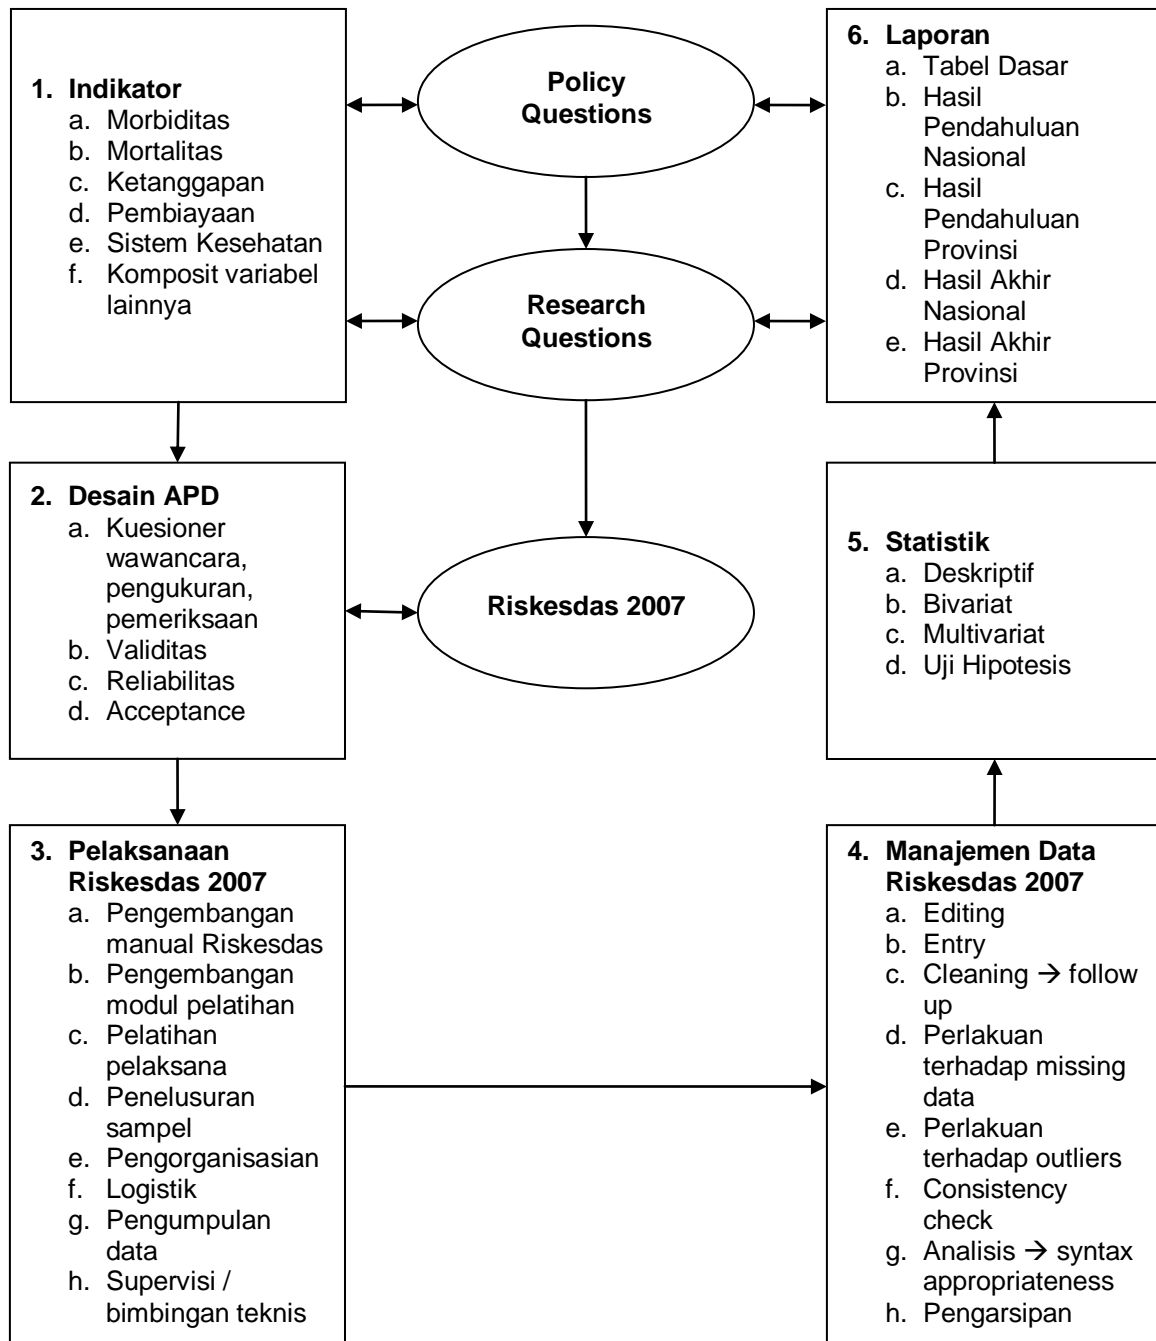 1. Indikator
a. Morbiditas
b. Mortalitas
c. Ketanggapan
d. Pembiayaan
e. Sistem Kesehatan
f. Komposit variabel
lainnya
Policy
Questions
Research
Questions
Riskesdas 2007
2. Desain APD
a. Kuesioner
wawancara,
pengukuran,
pemeriksaan
b. Validitas
c. Reliabilitas
d. Acceptance
3. Pelaksanaan
Riskesdas 2007
a. Pengembangan
manual Riskesdas
b. Pengembangan
modul pelatihan
c. Pelatihan
pelaksana
d. Penelusuran
sampel
e. Pengorganisasian
f. Logistik
g. Pengumpulan
data
h. Supervisi /
bimbingan teknis
4. Manajemen Data
Riskesdas 2007
a. Editing
b. Entry
c. Cleaning → follow
up
d. Perlakuan
terhadap missing
data
e. Perlakuan
terhadap outliers
f. Consistency
check
g. Analisis → syntax
appropriateness
h. Pengarsipan
5. Statistik
a. Deskriptif
b. Bivariat
c. Multivariat
d. Uji Hipotesis
6. Laporan
a. Tabel Dasar
b. Hasil
Pendahuluan
Nasional
c. Hasil
Pendahuluan
Provinsi
d. Hasil Akhir
Nasional
e. Hasil Akhir
Provinsi